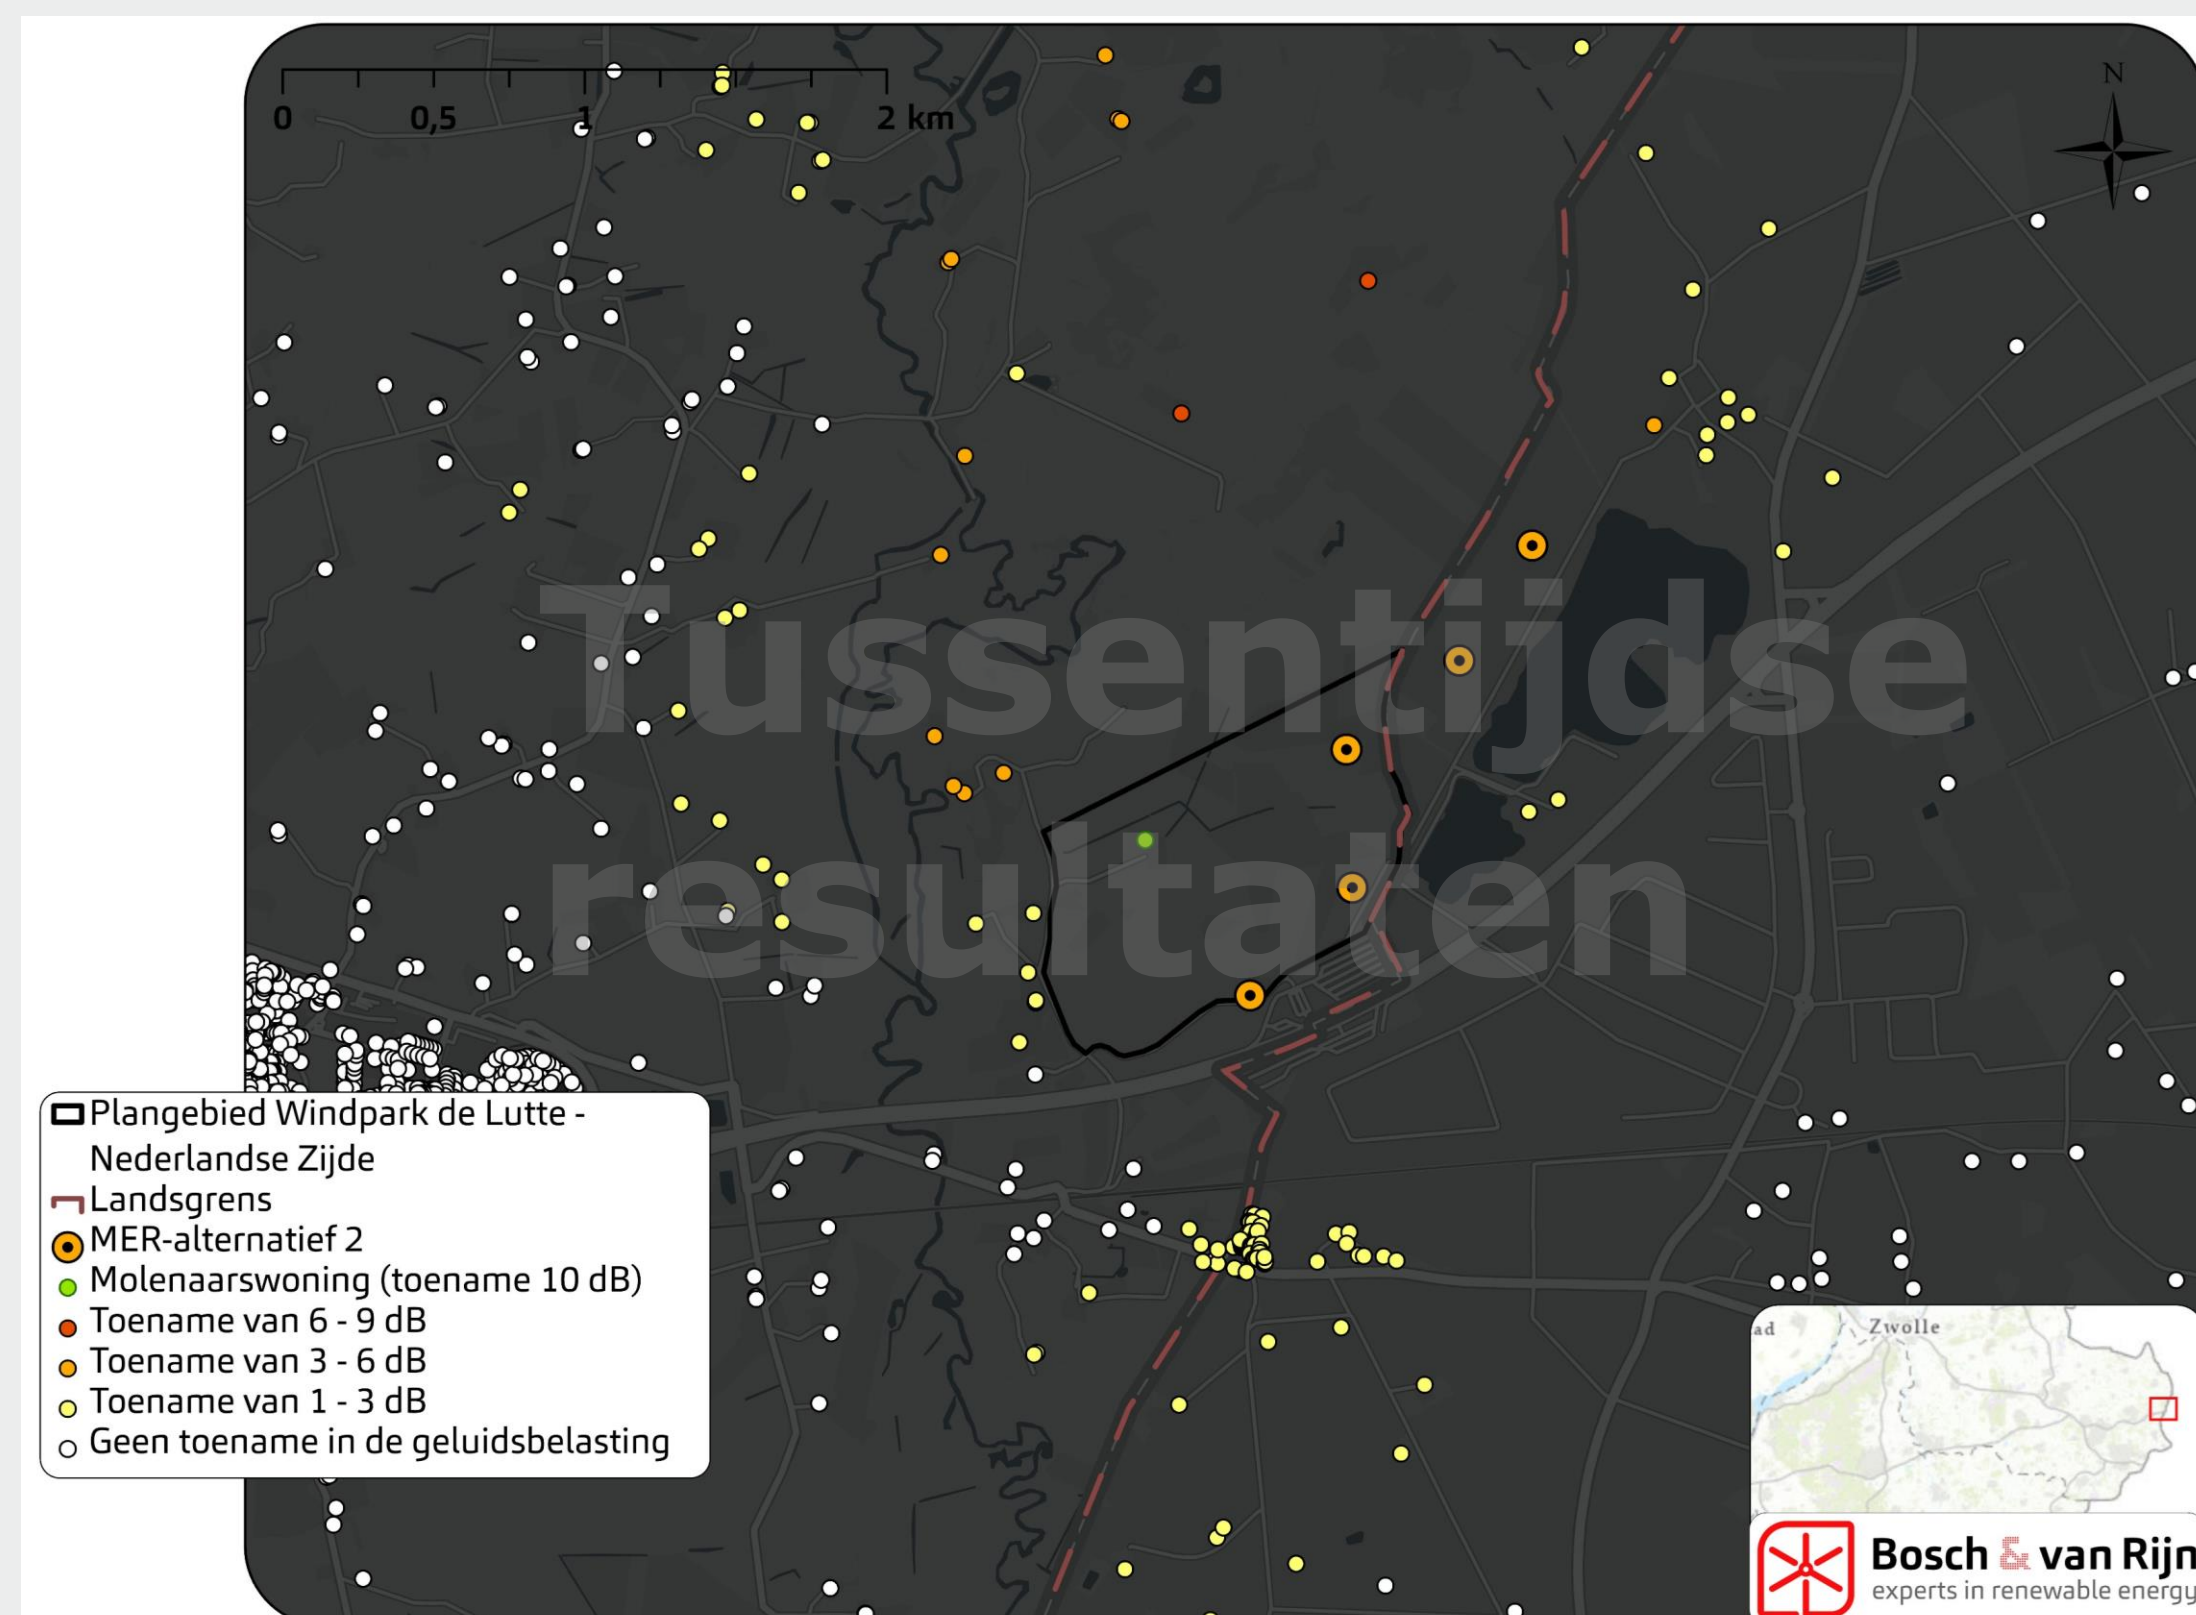 N
0 0,5 1 2 km
Tussentijdse
resultaten
Plangebied Windpark de Lutte -
Nederlandse Zijde
Landsgrens
MER-alternatief 2
Molenaarswoning (toename 10 dB)
Toename van 6 - 9 dB
Toename van 3 - 6 dB
Toename van 1 - 3 dB
Geen toename in de geluidsbelasting
ad Zwolle
Bosch & van Rijn
experts in renewable energy